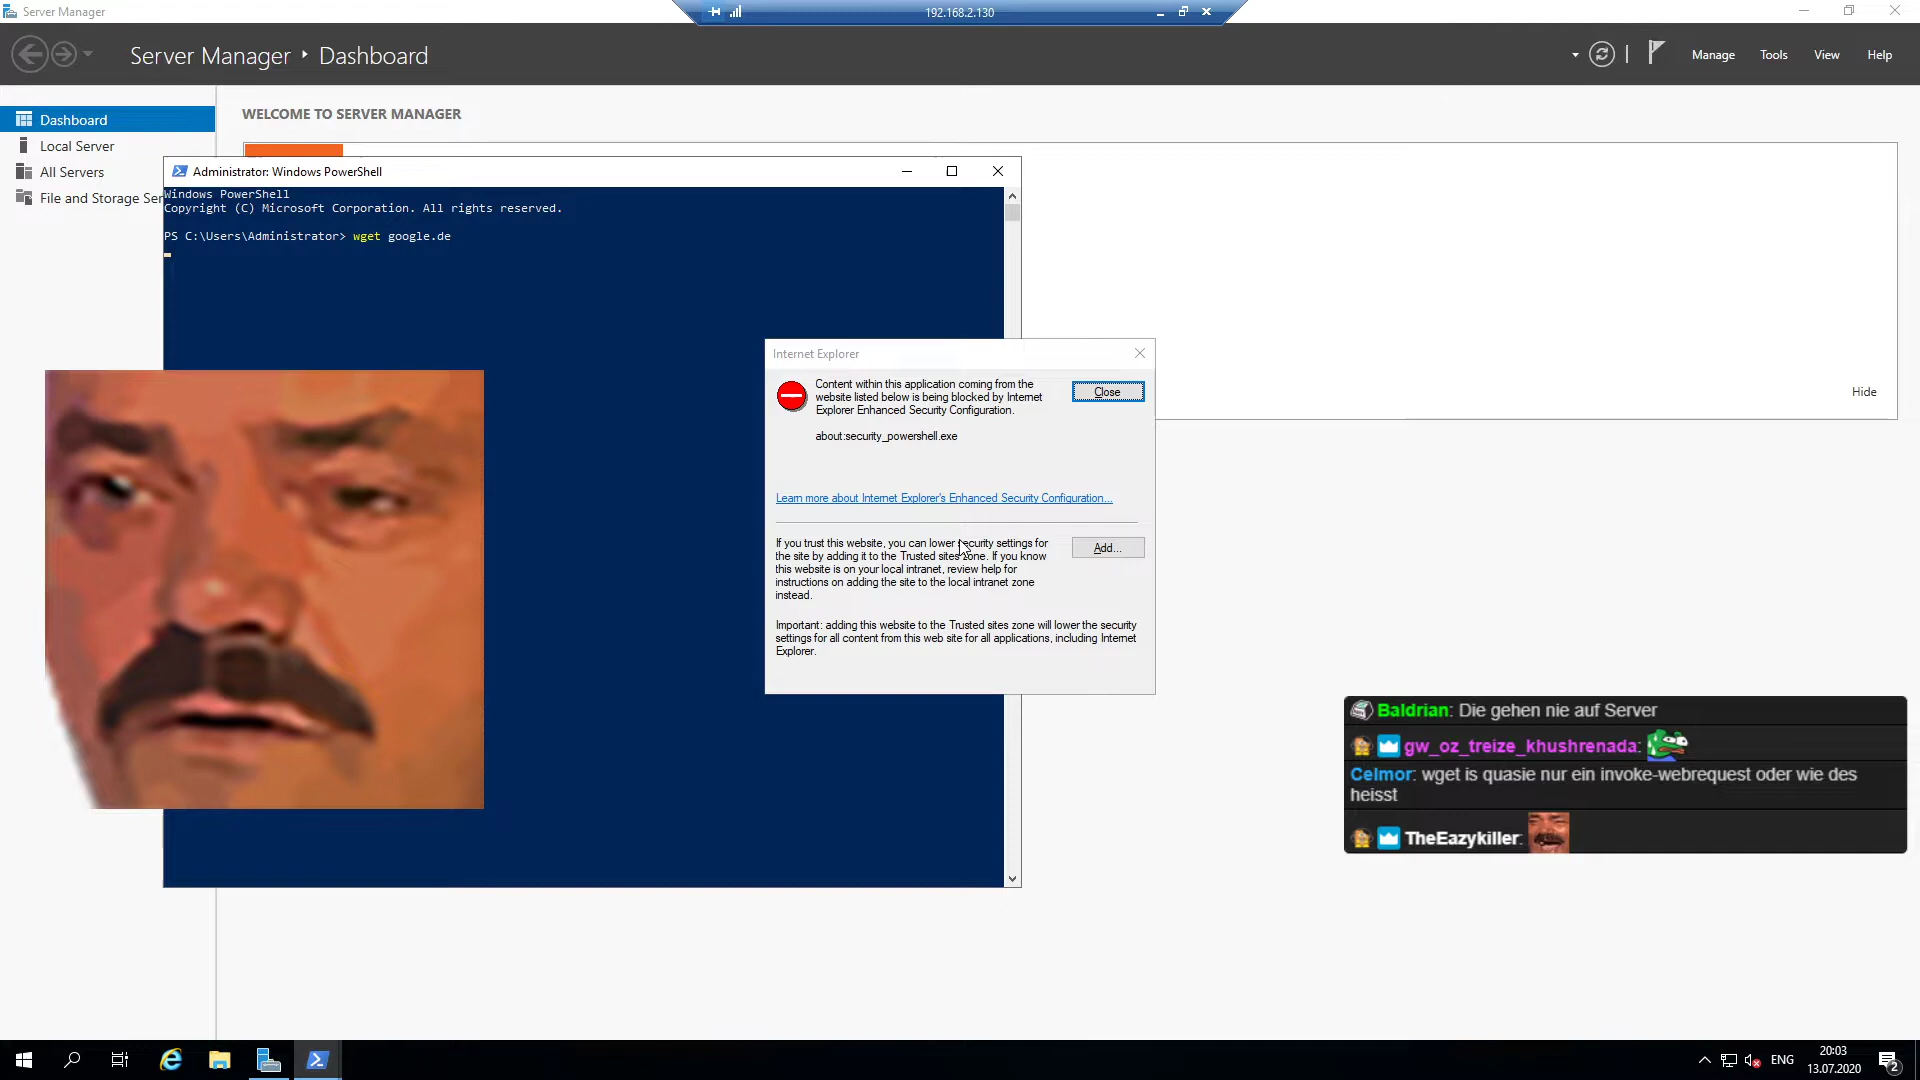 Server Manager
192.168.2.130
Server Manager ‣ Dashboard
Manage Tools View Help
Dashboard
Local Server
All Servers
File and Storage Ser
WELCOME TO SERVER MANAGER
Hide
Administrator: Windows PowerShell
Windows PowerShell
Copyright (C) Microsoft Corporation. All rights reserved.
PS C:\Users\Administrator> wget google.de
Internet Explorer
Content within this application coming from the
website listed below is being blocked by Internet
Explorer Enhanced Security Configuration.
Close
about:security_powershell.exe
Learn more about Internet Explorer's Enhanced Security Configuration...
If you trust this website, you can lower security settings for
the site by adding it to the Trusted sites zone. If you know
this website is on your local intranet, review help for
instructions on adding the site to the local intranet zone
instead.
Add...
Important: adding this website to the Trusted sites zone will lower the security
settings for all content from this web site for all applications, including Internet
Explorer.
Baldrian: Die gehen nie auf Server
gw_oz_treize_khushrenada:
Celmor: wget is quasie nur ein invoke-webrequest oder wie des
heisst
TheEazykiller:
ENG
20:03
13.07.2020
2